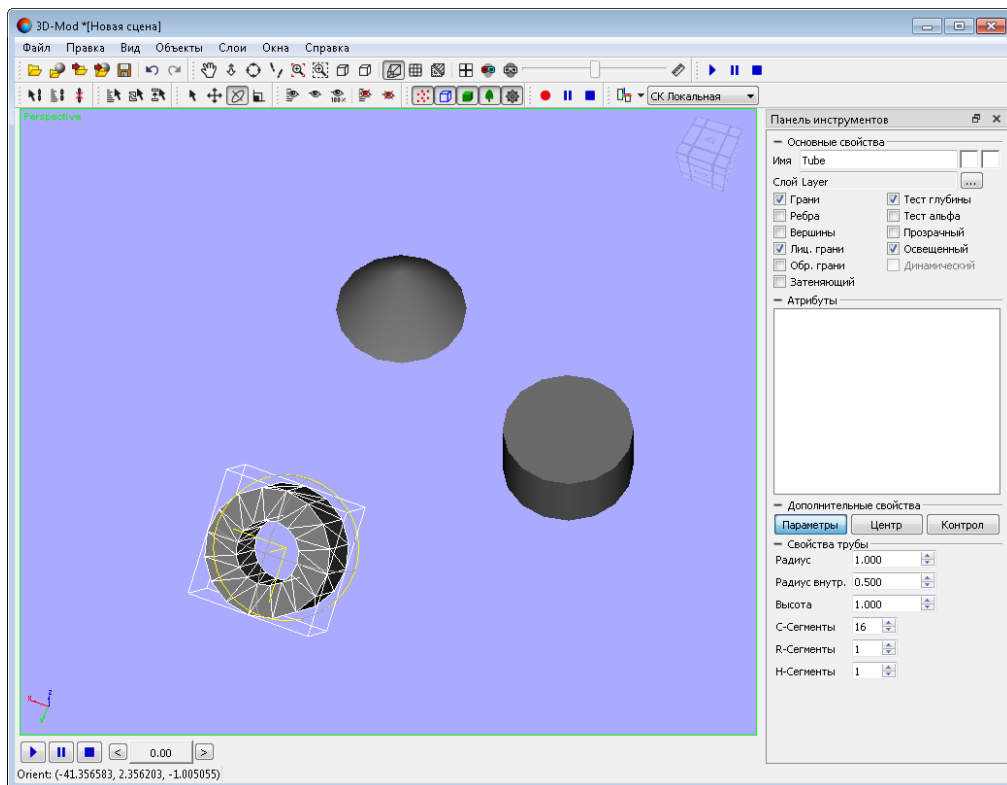 3D-Mod *[Новая сцена]
Файл Правка Вид Объекты Слои Окна Справка
100%
СК Локальная
Perspective
Панель инструментов
Основные свойства
Имя Tube
Слой Layer ...
Грани Тест глубины
Ребра Тест альфа
Вершины Прозрачный
Лиц. грани Освещенный
Обр. грани Динамический
Затеняющий
Атрибуты
Дополнительные свойства
Параметры Центр Контрол
Свойства трубы
Радиус 1.000
Радиус внутр. 0.500
Высота 1.000
C-Сегменты 16
R-Сегменты 1
H-Сегменты 1
x z y
< 0.00 >
Orient: (-41.356583, 2.356203, -1.005055)